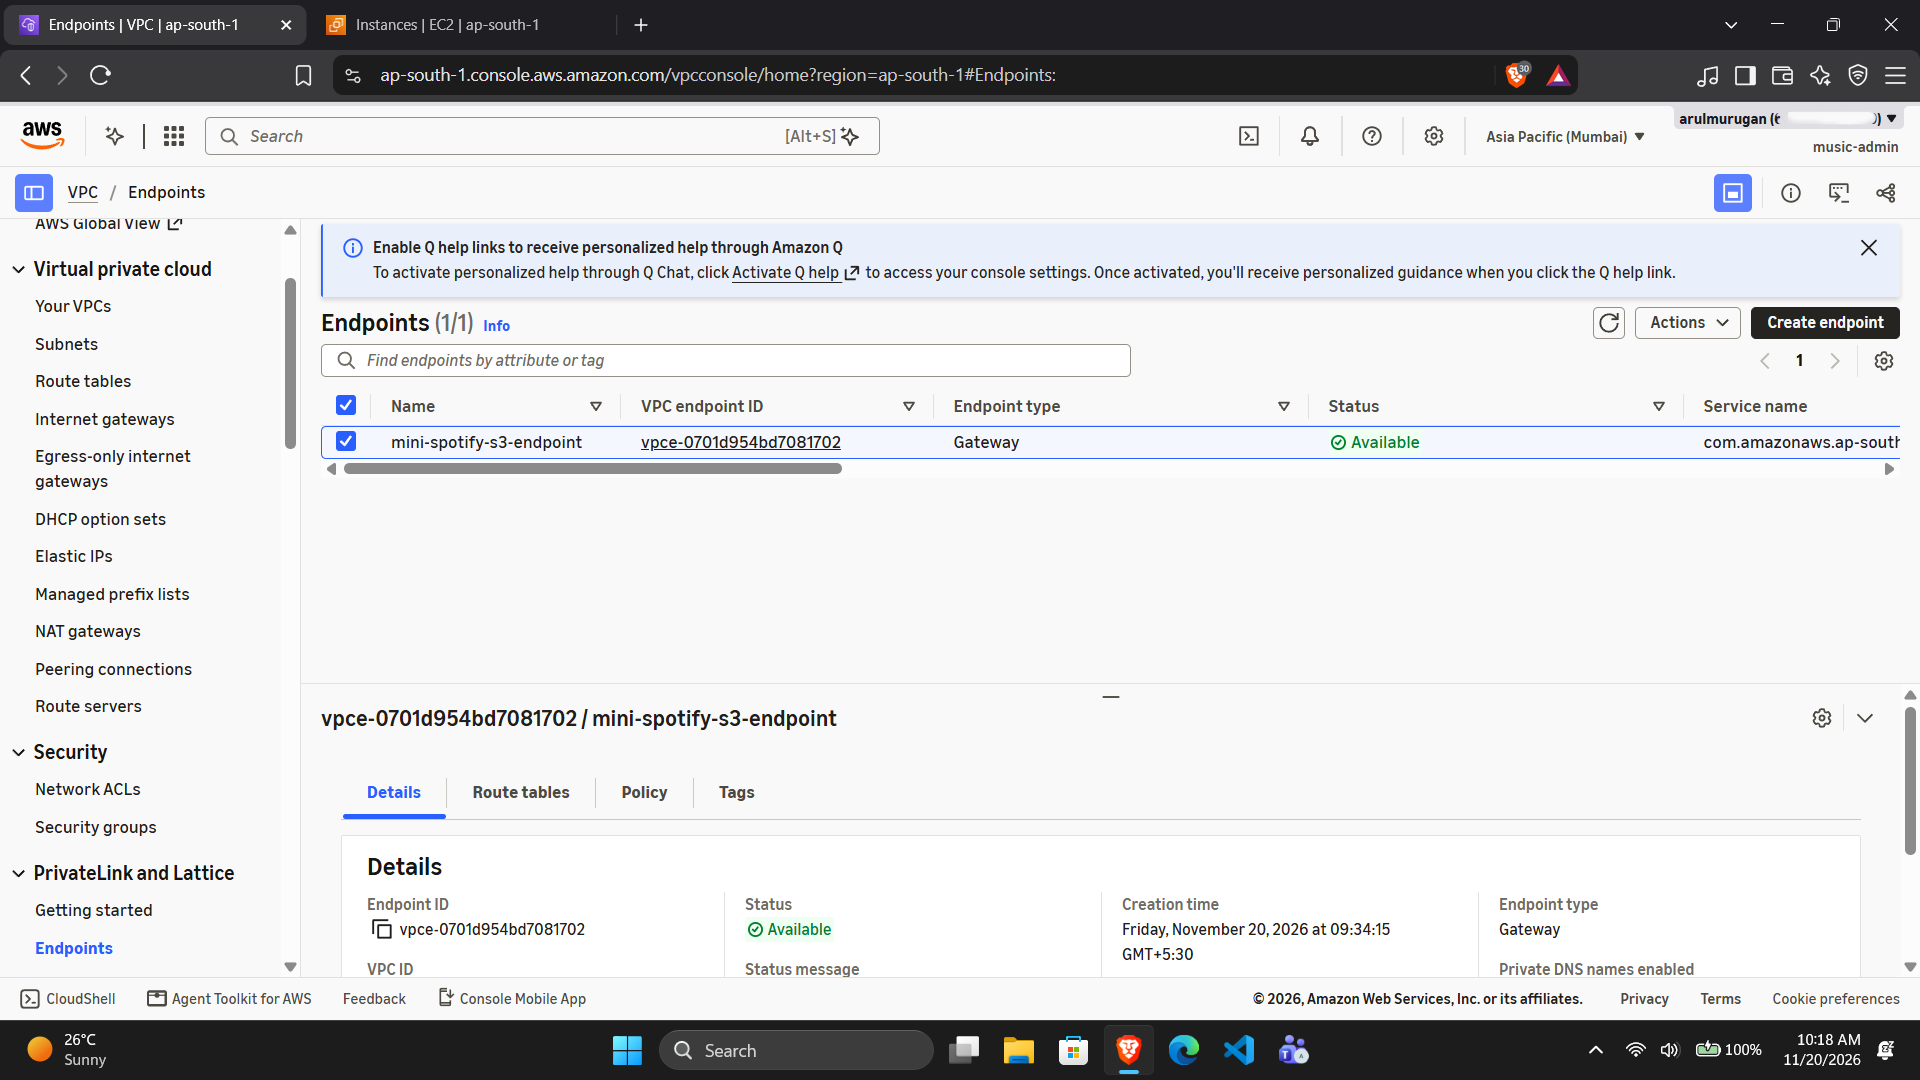 Endpoints | VPC | ap-south-1
Instances | EC2 | ap-south-1
ap-south-1.console.aws.amazon.com/vpcconsole/home?region=ap-south-1#Endpoints:
30
aws
Search
[Alt+S]
Asia Pacific (Mumbai)
arulmurugan (
music-admin
VPC / Endpoints
AWS Global View
Virtual private cloud
Your VPCs
Subnets
Route tables
Internet gateways
Egress-only internet
gateways
DHCP option sets
Elastic IPs
Managed prefix lists
NAT gateways
Peering connections
Route servers
Security
Network ACLs
Security groups
PrivateLink and Lattice
Getting started
Endpoints
Enable Q help links to receive personalized help through Amazon Q
To activate personalized help through Q Chat, click Activate Q help to access your console settings. Once activated, you'll receive personalized guidance when you click the Q help link.
Endpoints (1/1) Info
Actions
Create endpoint
Find endpoints by attribute or tag
1
Name VPC endpoint ID Endpoint type Status Service name
mini-spotify-s3-endpoint vpce-0701d954bd7081702 Gateway Available com.amazonaws.ap-south
vpce-0701d954bd7081702 / mini-spotify-s3-endpoint
Details Route tables Policy Tags
Details
Endpoint ID
vpce-0701d954bd7081702
VPC ID
Status
Available
Status message
Creation time
Friday, November 20, 2026 at 09:34:15
GMT+5:30
Endpoint type
Gateway
Private DNS names enabled
CloudShell Agent Toolkit for AWS Feedback Console Mobile App
© 2026, Amazon Web Services, Inc. or its affiliates. Privacy Terms Cookie preferences
26°C
Sunny
Search
100%
10:18 AM
11/20/2026